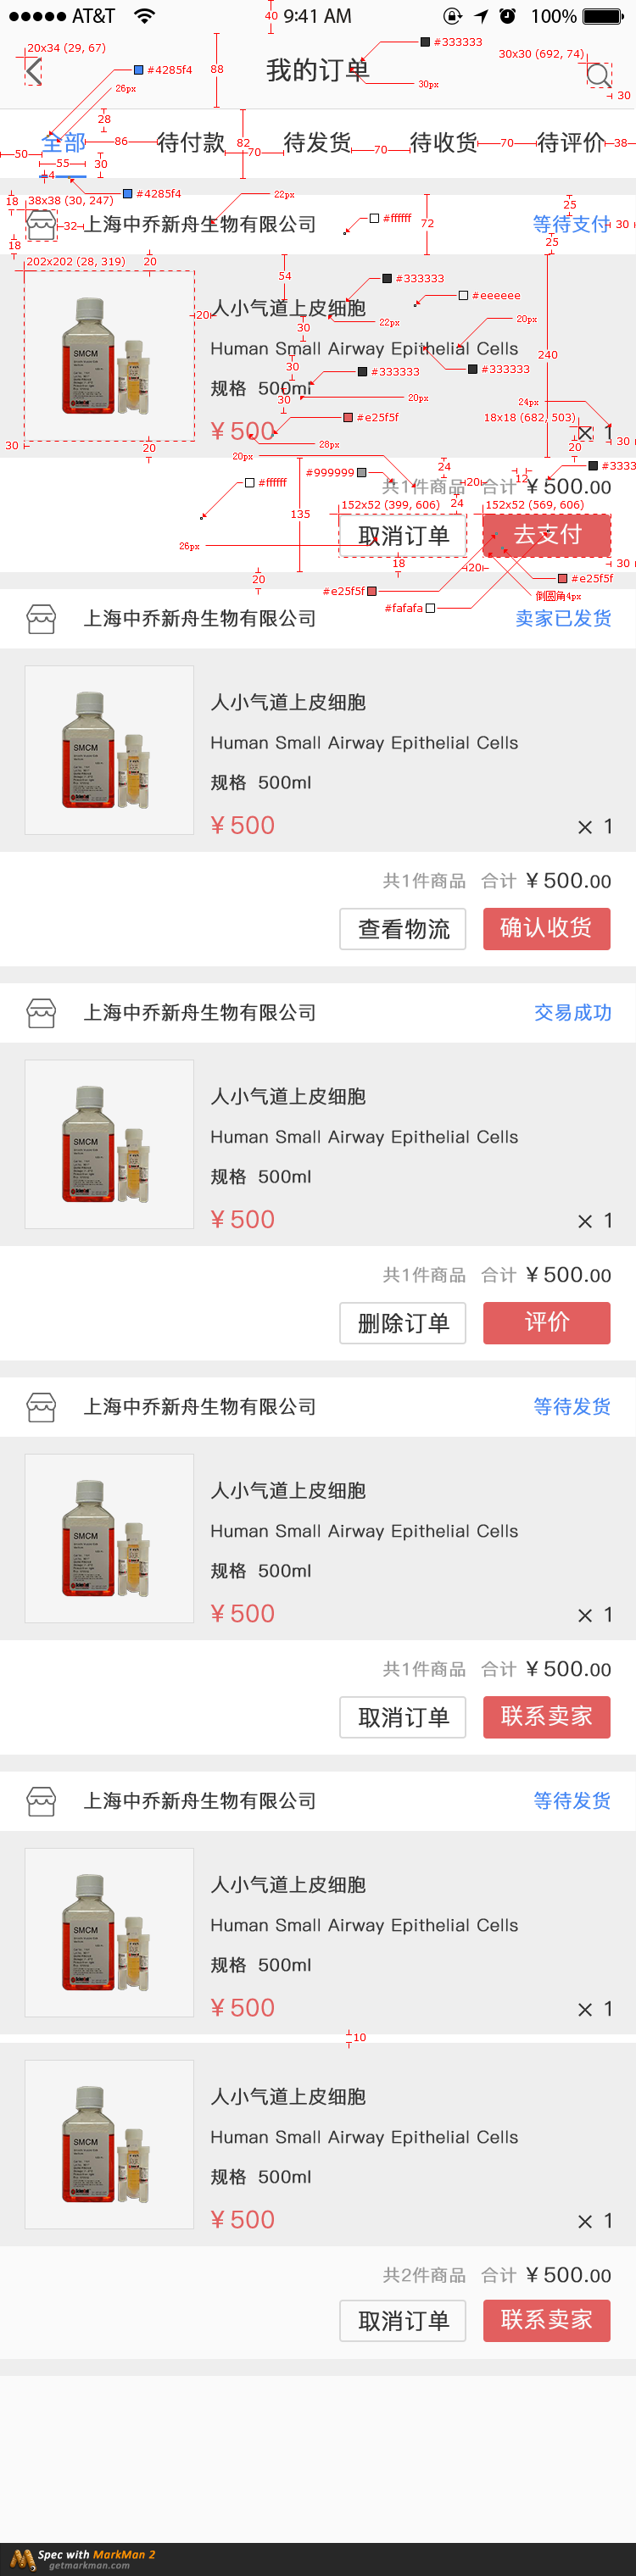 AT&T 40 9:41 AM 100%
20x34 (29, 67) #333333
30x30 (692, 74)
88 我的订单
#4285f4 26px 30px 30
28
全部 86 待付款 82 70 待发货 70 待收货 70 待评价 38
50 55 30
4 #4285f4 22px
18 38x38 (30, 247) 25
32 上海中乔新舟生物有限公司 #ffffff 72 等待支付 30
18 25
202x202 (28, 319) 20 54
#333333
20 人小气道上皮细胞 #eeeeee
30 22px 20px
Human Small Airway Epithelial Cells 240
30 #333333 #333333
规格 500ml
30 20px 24px
#e25f5f 18x18 (682, 503)
¥500 × 1
30 20 28px 20 30
20px 24 #3333
#999999 共1件商品 20 合计 12 ¥500.00
#ffffff 24
135 152x52 (399, 606) 152x52 (569, 606)
26px 取消订单 去支付
18 20 30
20 #e25f5f #e25f5f
倒圆角4px
#fafafa
上海中乔新舟生物有限公司 卖家已发货
SMCM
人小气道上皮细胞
Human Small Airway Epithelial Cells
规格 500ml
¥500 × 1
共1件商品 合计 ¥500.00
查看物流 确认收货
上海中乔新舟生物有限公司 交易成功
SMCM
人小气道上皮细胞
Human Small Airway Epithelial Cells
规格 500ml
¥500 × 1
共1件商品 合计 ¥500.00
删除订单 评价
上海中乔新舟生物有限公司 等待发货
SMCM
人小气道上皮细胞
Human Small Airway Epithelial Cells
规格 500ml
¥500 × 1
共1件商品 合计 ¥500.00
取消订单 联系卖家
上海中乔新舟生物有限公司 等待发货
SMCM
人小气道上皮细胞
Human Small Airway Epithelial Cells
规格 500ml
¥500 × 1
10
SMCM
人小气道上皮细胞
Human Small Airway Epithelial Cells
规格 500ml
¥500 × 1
共2件商品 合计 ¥500.00
取消订单 联系卖家
Spec with MarkMan 2
getmarkman.com